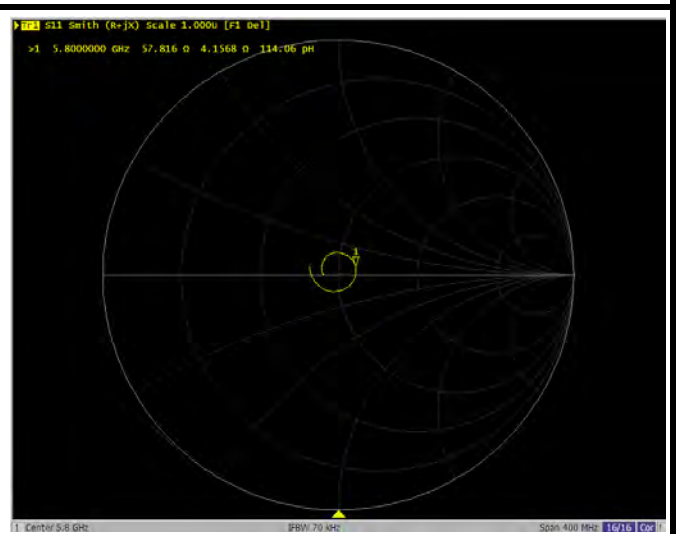 Tr1 S11 Smith (R+jX) Scale 1.000U [F1 Del]
>1 5.8000000 GHz 57.816 Ω 4.1568 Ω 114.06 pH
1
1 Center 5.8 GHz IFBW 70 kHz Span 400 MHz 16/16 Cor !